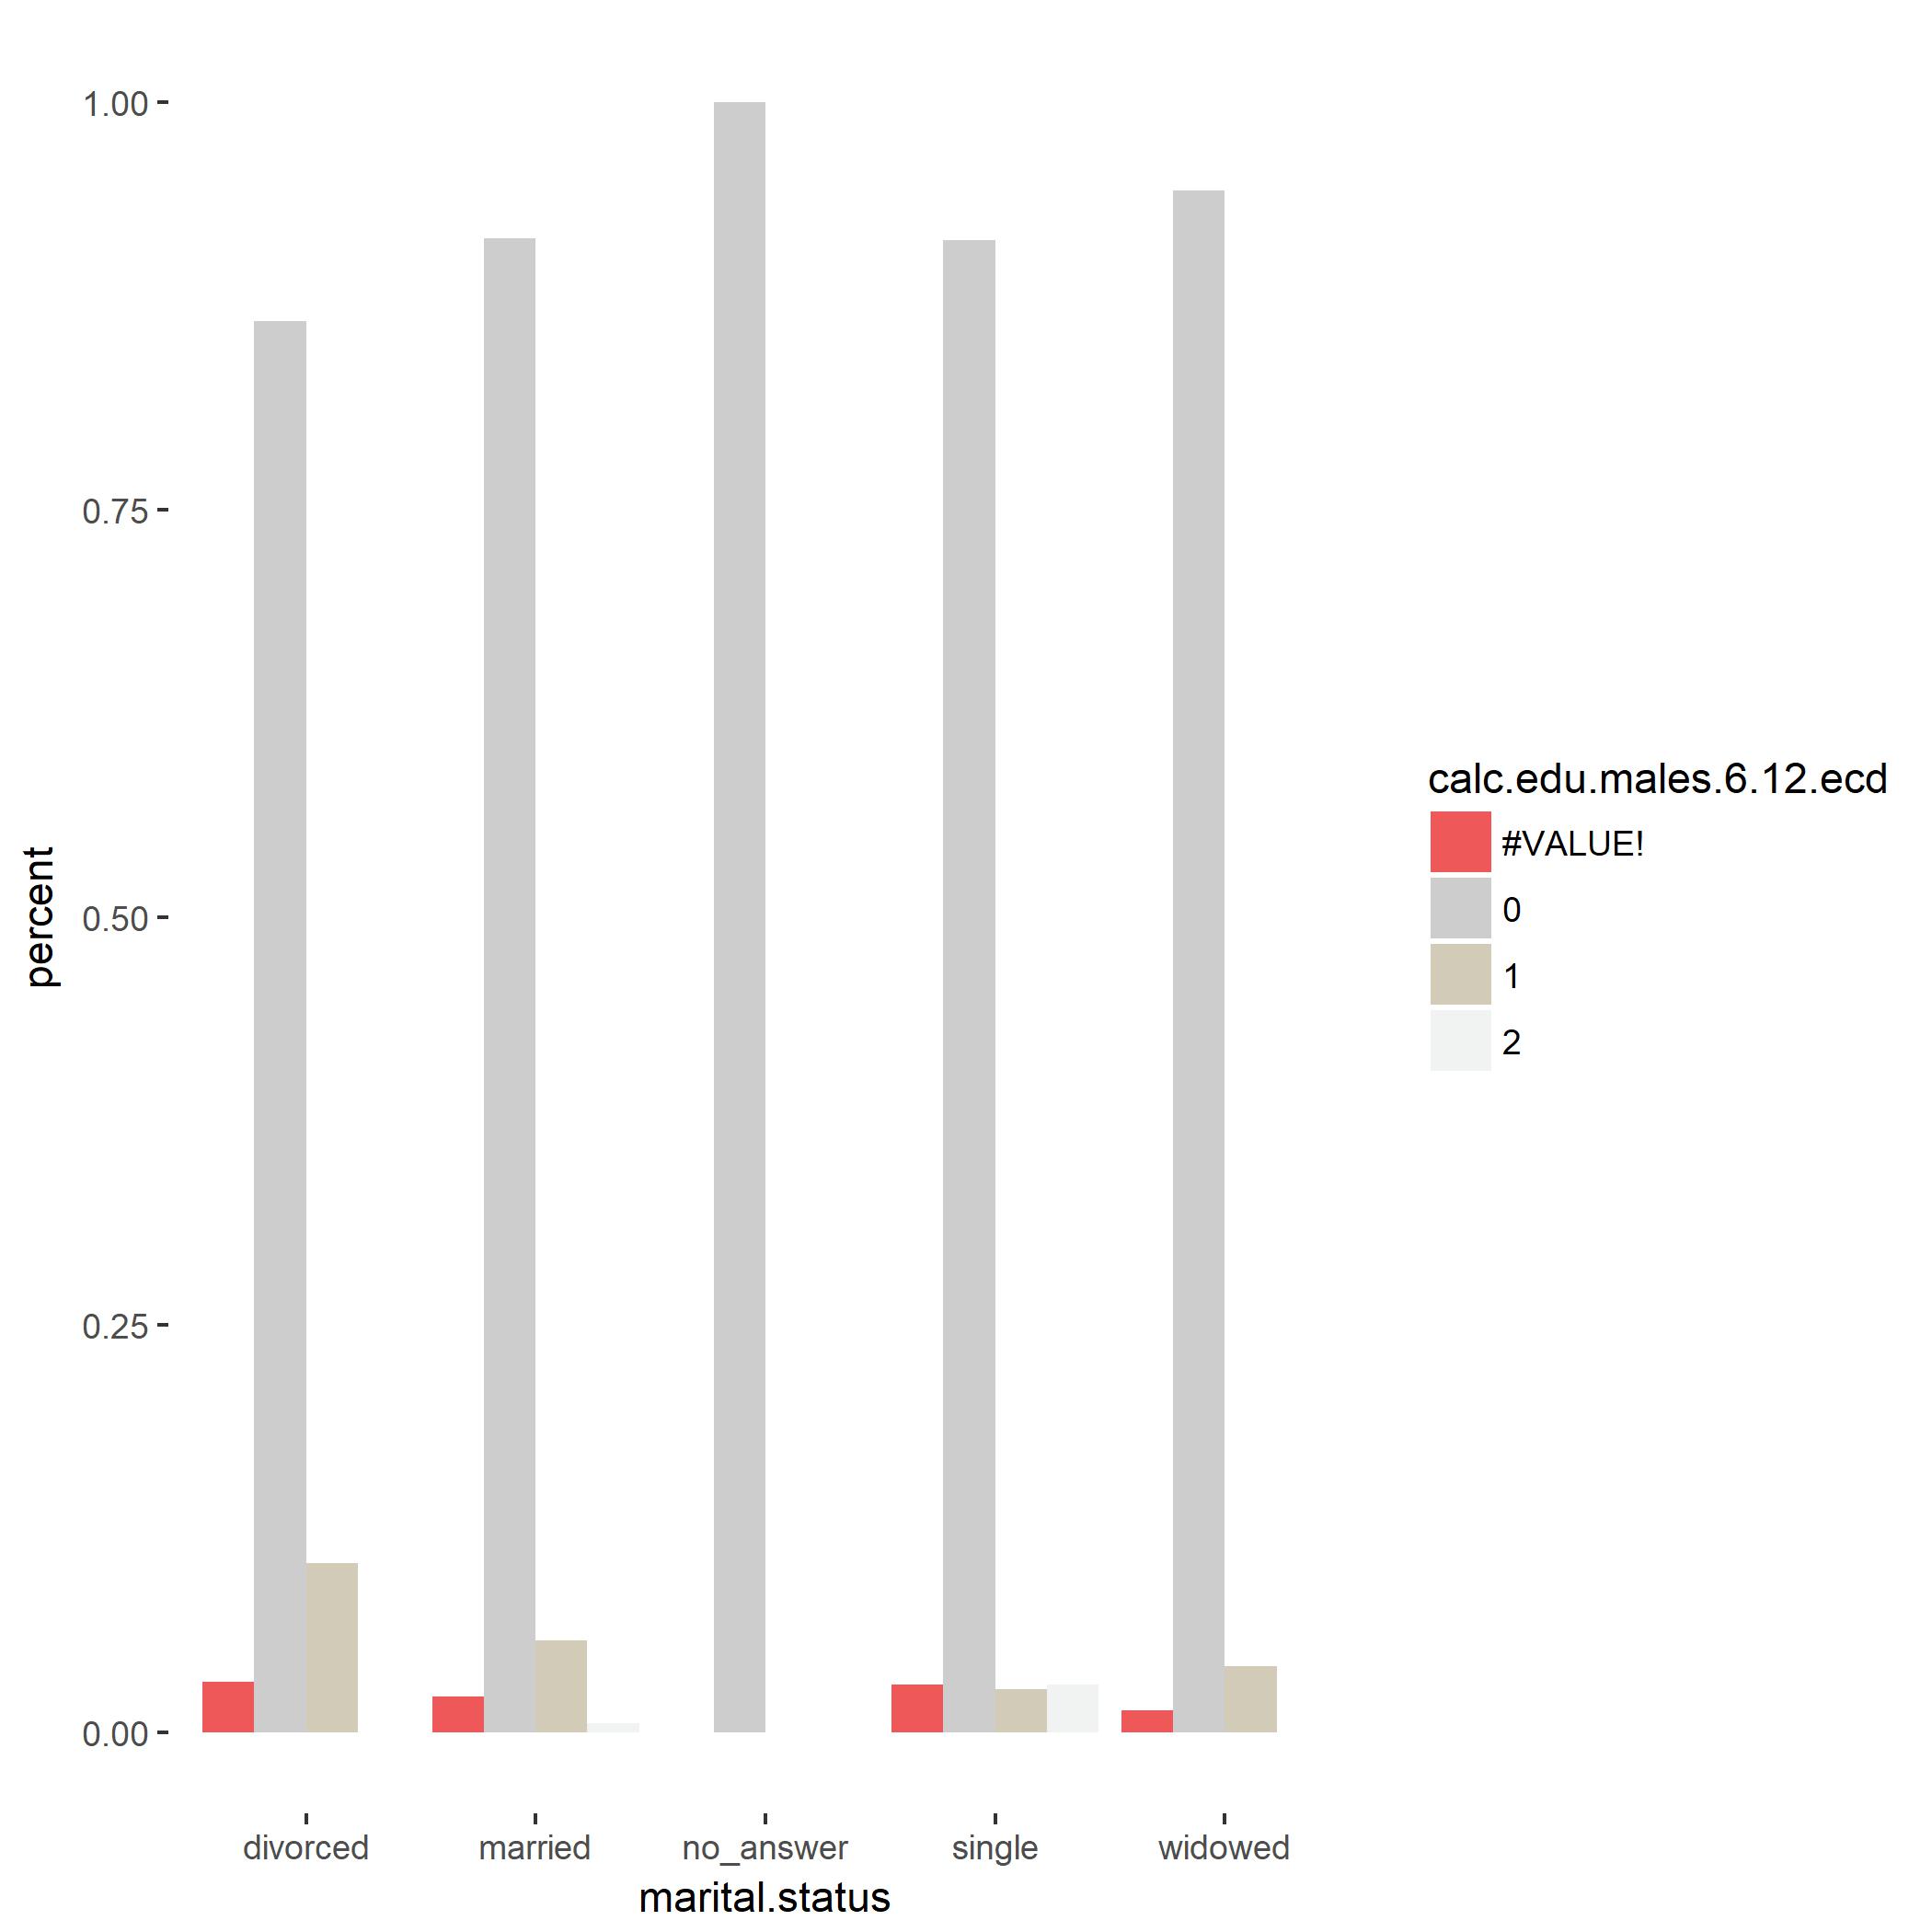 1.00
0.75
0.50
0.25
0.00
percent
divorced married no_answer single widowed
marital.status
calc.edu.males.6.12.ecd
#VALUE!
0
1
2